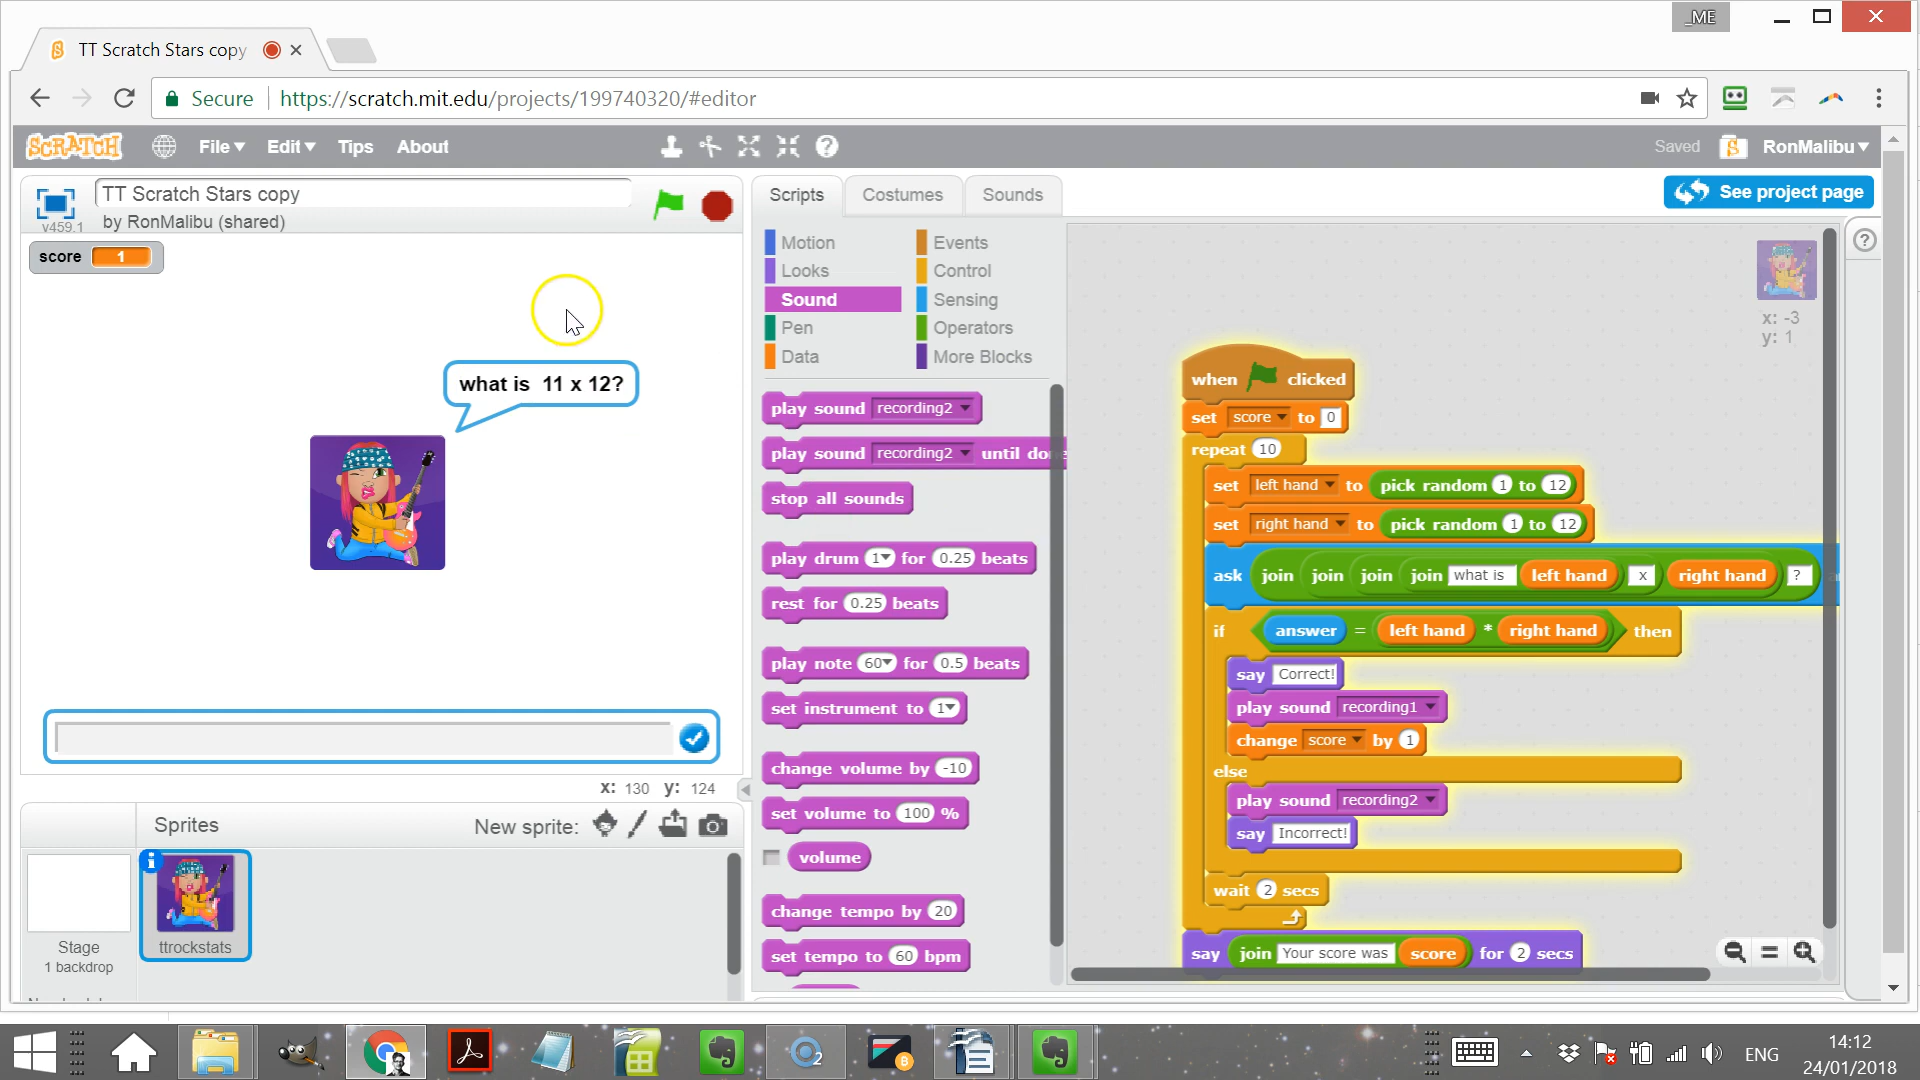 _ME
TT Scratch Stars copy
Secure https://scratch.mit.edu/projects/199740320/#editor
SCRATCH File Edit Tips About Saved RonMalibu
TT Scratch Stars copy
v459.1 by RonMalibu (shared)
Scripts Costumes Sounds See project page
score 1
what is 11 x 12?
x: 130 y: 124
Sprites New sprite:
Stage
1 backdrop
ttrockstats
Motion Events
Looks Control
Sound Sensing
Pen Operators
Data More Blocks
play sound recording2
play sound recording2 until done
stop all sounds
play drum 1 for 0.25 beats
rest for 0.25 beats
play note 60 for 0.5 beats
set instrument to 1
change volume by -10
set volume to 100 %
volume
change tempo by 20
set tempo to 60 bpm
x: -3
y: 1
when clicked
set score to 0
repeat 10
set left hand to pick random 1 to 12
set right hand to pick random 1 to 12
ask join join join join what is left hand x right hand ?
if answer = left hand * right hand then
say Correct!
play sound recording1
change score by 1
else
play sound recording2
say Incorrect!
wait 2 secs
say join Your score was score for 2 secs
ENG
14:12
24/01/2018